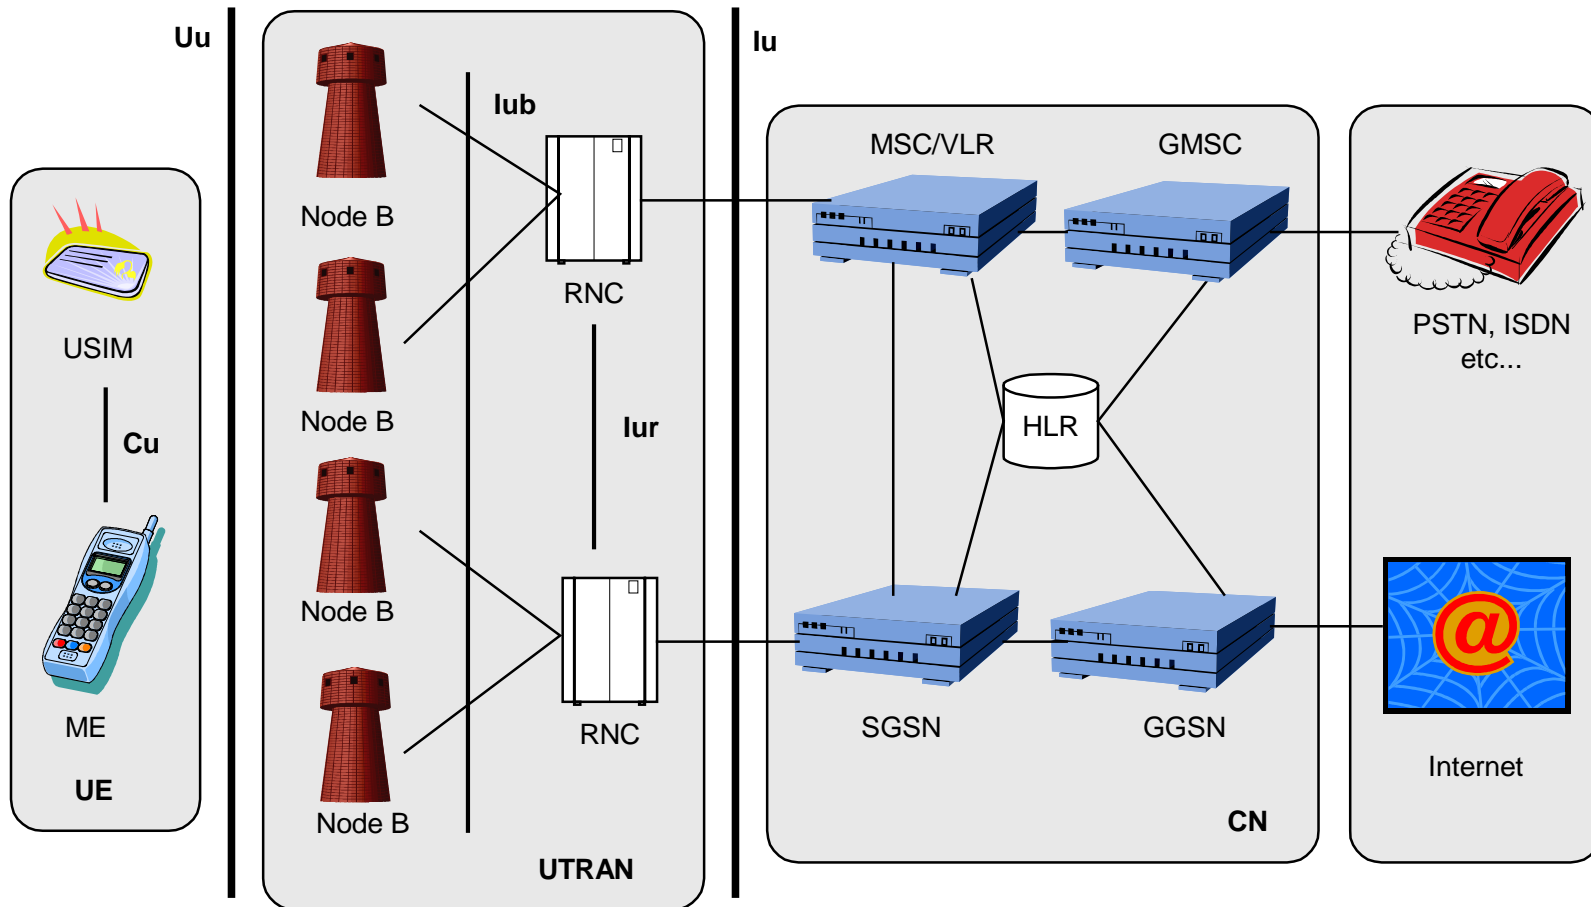 Uu
Iu
Iub
MSC/VLR
GMSC
Node B
RNC
USIM
PSTN, ISDN
etc...
Node B
Iur
HLR
Cu
Node B
ME
RNC
SGSN
GGSN
@
Internet
UE
Node B
CN
UTRAN